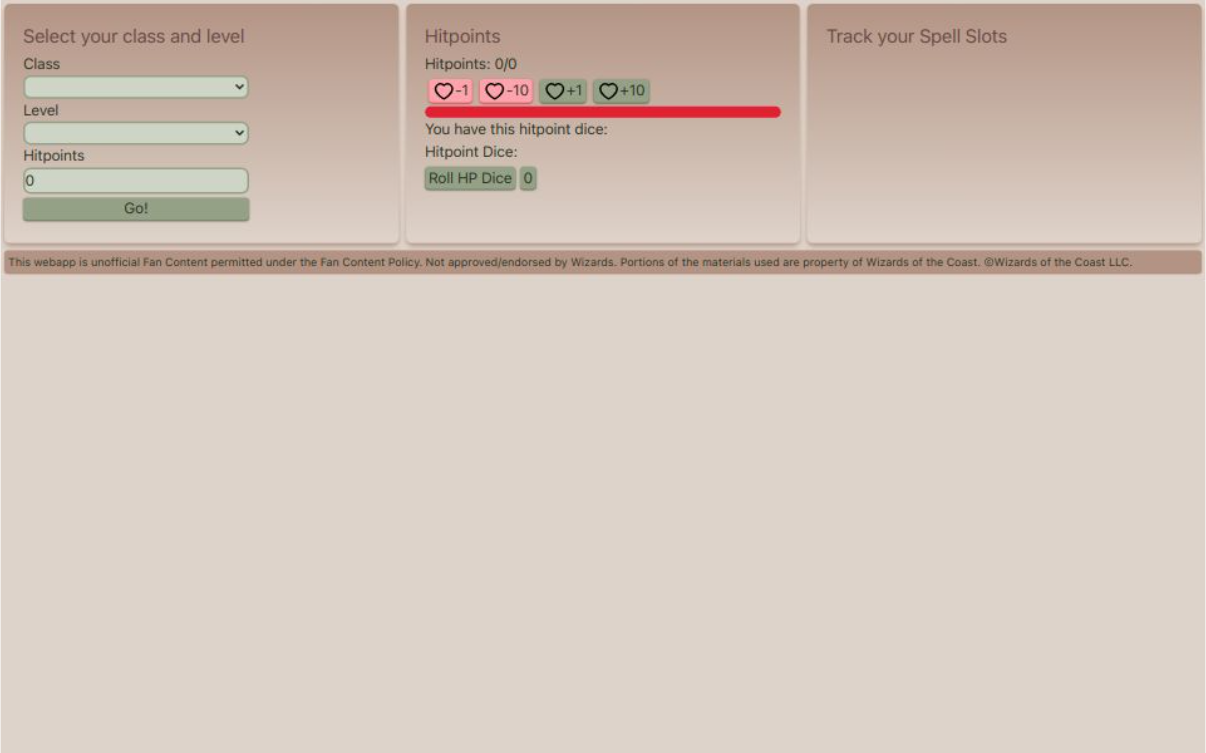 Select your class and level
Class
Level
Hitpoints
0
Go!
Hitpoints
Hitpoints: 0/0
-1 -10 +1 +10
You have this hitpoint dice:
Hitpoint Dice:
Roll HP Dice 0
Track your Spell Slots
This webapp is unofficial Fan Content permitted under the Fan Content Policy. Not approved/endorsed by Wizards. Portions of the materials used are property of Wizards of the Coast. ©Wizards of the Coast LLC.